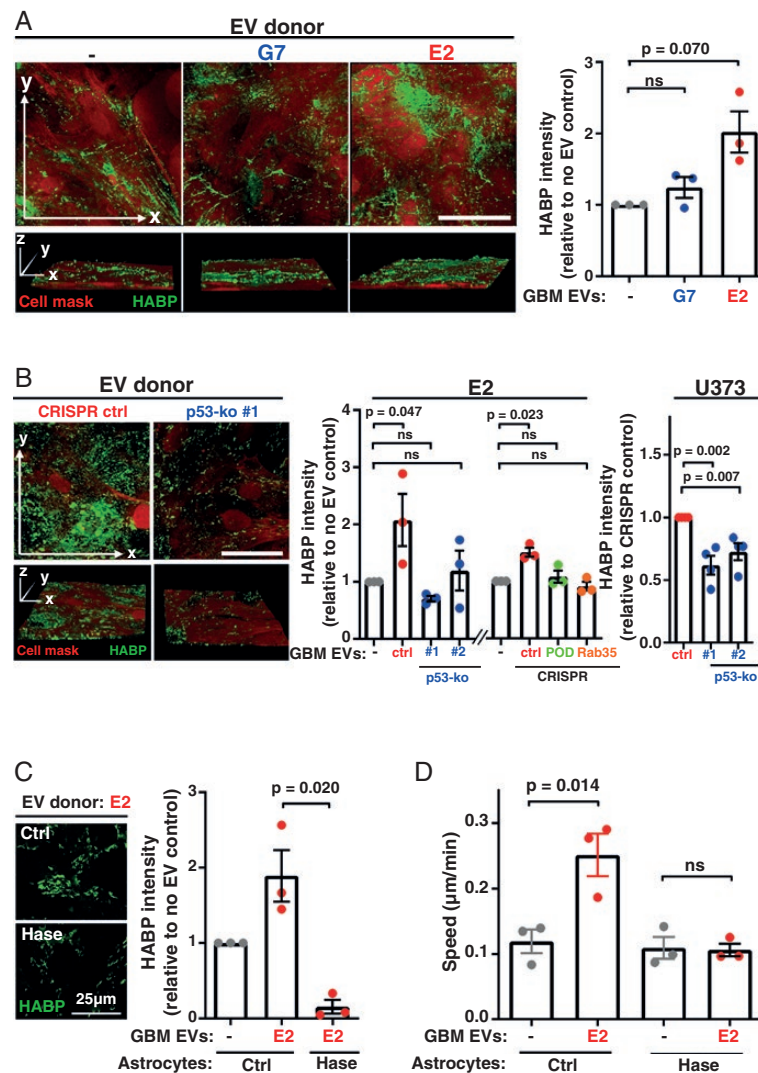 A
EV donor
-
G7
E2
y
x
z
y
x
Cell mask
HABP
HABP intensity
(relative to no EV control)
3
2
1
0
p = 0.070
ns
GBM EVs:
-
G7
E2
B
EV donor
CRISPR ctrl
p53-ko #1
y
x
z
y
x
Cell mask
HABP
E2
HABP intensity
(relative to no EV control)
4
3
2
1
0
p = 0.047
ns
ns
p = 0.023
ns
ns
GBM EVs:
-
ctrl
#1
#2
-
ctrl
POD
Rab35
p53-ko
CRISPR
U373
HABP intensity
(relative to CRISPR control)
1.5
1.0
0.5
0.0
p = 0.002
p = 0.007
ctrl
#1
#2
p53-ko
C
EV donor: E2
Ctrl
Hase
HABP
25µm
HABP intensity
(relative to no EV control)
3
2
1
0
p = 0.020
GBM EVs:
-
E2
E2
Astrocytes:
Ctrl
Hase
D
Speed (µm/min)
0.3
0.2
0.1
0.0
p = 0.014
ns
GBM EVs:
-
E2
-
E2
Astrocytes:
Ctrl
Hase